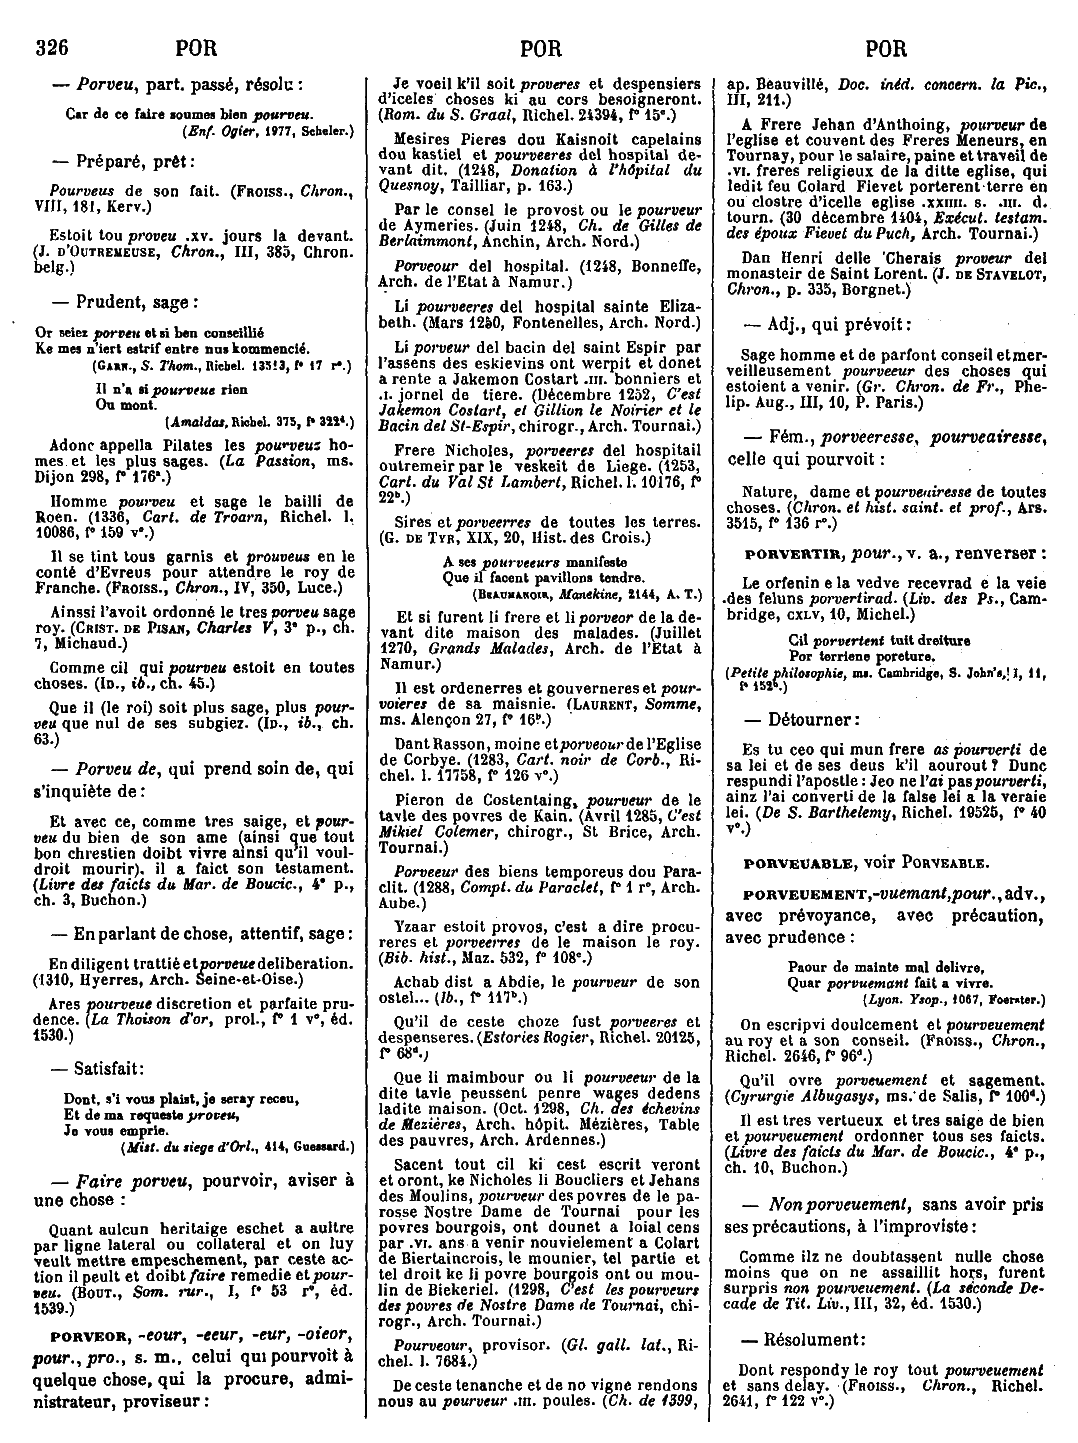 326 POR POR POR
— Porveu, part. passé, résolu :
Car de ce faire soumes bien pourveu.
(Enf. Ogier, 1977, Scheler.)
— Préparé, prêt :
Pourveus de son fait. (FROISS., Chron.,
VIII, 181, Kerv.)
Estoit tou proveu .xv. jours la devant.
(J. D'OUTREMEUSE, Chron., III, 385, Chron.
belg.)
— Prudent, sage :
Or seiez porveu et si ben conseillié
Ke mes n'iert estrif entre nus kommencié.
(GARN., S. Thom., Richel. 13513, f° 17 r°.)
Il n'a si pourveue rien
Ou mont.
(Amaldas, Richel. 375, f° 322ᵈ.)
Adonc appella Pilates les pourveuz ho-
mes et les plus sages. (La Passion, ms.
Dijon 298, f° 176ᵃ.)
Homme pourveu et sage le bailli de
Roen. (1336, Cart. de Troarn, Richel. l.
10086, f° 159 v°.)
Il se tint tous garnis et prouveus en le
conté d'Evreus pour attendre le roy de
Franche. (FROISS., Chron., IV, 350, Luce.)
Ainssi l'avoit ordonné le tres porveu sage
roy. (CRIST. DE PISAN, Charles V, 3ᵉ p., ch.
7, Michaud.)
Comme cil qui pourveu estoit en toutes
choses. (ID., ib., ch. 45.)
Que il (le roi) soit plus sage, plus pour-
veu que nul de ses subgiez. (ID., ib., ch.
63.)
— Porveu de, qui prend soin de, qui
s'inquiète de :
Et avec ce, comme tres saige, et pour-
veu du bien de son ame (ainsi que tout
bon chrestien doibt vivre ainsi qu'il voul-
droit mourir), il a faict son testament.
(Livre des faicts du Mar. de Boucic., 4ᵉ p.,
ch. 3, Buchon.)
— En parlant de chose, attentif, sage :
En diligent trattié et porveue deliberation.
(1310, Hyerres, Arch. Seine-et-Oise.)
Ares pourveue discretion et parfaite pru-
dence. (La Thoison d'or, prol., f° 1 v°, éd.
1530.)
— Satisfait :
Dont, s'i vous plaist, je seray receu,
Et de ma requeste proveu,
Je vous emprie.
(Mist. du siege d'Orl., 414, Guessard.)
— Faire porveu, pourvoir, aviser à
une chose :
Quant aulcun heritaige eschet a aultre
par ligne lateral ou collateral et on luy
veult mettre empeschement, par ceste ac-
tion il peult et doibt faire remedie et pour-
veu. (BOUT., Som. rur., I, f° 53 r°, éd.
1539.)
PORVEOR, -eour, -eeur, -eur, -oieor,
pour., pro., s. m., celui qui pourvoit à
quelque chose, qui la procure, admi-
nistrateur, proviseur :
Je voeil k'il soit proveres et despensiers
d'iceles choses ki au cors besoigneront.
(Rom. du S. Graal, Richel. 24394, f° 15ᵃ.)
Mesires Pieres dou Kaisnoit capelains
dou kastiel et pourveeres del hospital de-
vant dit. (1248, Donation à l'hôpital du
Quesnoy, Tailliar, p. 163.)
Par le consel le provost ou le pourveur
de Aymeries. (Juin 1248, Ch. de Gilles de
Berlaimmont, Anchin, Arch. Nord.)
Porveour del hospital. (1248, Bonneffe,
Arch. de l'Etat à Namur.)
Li pourveeres del hospital sainte Eliza-
beth. (Mars 1250, Fontenelles, Arch. Nord.)
Li porveur del bacin del saint Espir par
l'assens des eskievins ont werpit et donet
a rente a Jakemon Costart .III. bonniers et
.I. jornel de tiere. (Décembre 1252, C'est
Jakemon Costart, et Gillion le Noirier et le
Bacin del St-Espir, chirogr., Arch. Tournai.)
Frere Nicholes, porveeres del hospitail
outremeir par le veskeit de Liege. (1253,
Cart. du Val St Lambert, Richel. l. 10176, f°
22ᵇ.)
Sires et porveerres de toutes les terres.
(G. DE TYR, XIX, 20, Hist. des Crois.)
A ses pourveeurs manifeste
Que il facent pavillons tendre.
(BEAUMANOIR, Manekine, 2144, A. T.)
Et si furent li frere et li porveor de la de-
vant dite maison des malades. (Juillet
1270, Grands Malades, Arch. de l'Etat à
Namur.)
Il est ordenerres et gouverneres et pour-
voieres de sa maisnie. (LAURENT, Somme,
ms. Alençon 27, f° 16ᵇ.)
Dant Rasson, moine et porveour de l'Eglise
de Corbye. (1283, Cart. noir de Corb., Ri-
chel. l. 17758, f° 126 v°.)
Pieron de Costentaing, pourveur de le
tavle des povres de Kain. (Avril 1285, C'est
Mikiel Colemer, chirogr., St Brice, Arch.
Tournai.)
Porveeur des biens temporeus dou Para-
clit. (1288, Compt. du Paraclet, f° 1 r°, Arch.
Aube.)
Yzaar estoit provos, c'est a dire procu-
reres et porveerres de le maison le roy.
(Bib. hist., Maz. 532, f° 108ᵃ.)
Achab dist a Abdie, le pourveur de son
ostel... (Ib., f° 117ᵇ.)
Qu'il de ceste choze fust porveeres et
despenseres. (Estories Rogier, Richel. 20125,
f° 68ᵈ.)
Que li maimbour ou li pourveeur de la
dite tavle peussent penre wages dedens
ladite maison. (Oct. 1298, Ch. des échevins
de Mezières, Arch. hôpit. Mézières, Table
des pauvres, Arch. Ardennes.)
Sacent tout cil ki cest escrit veront
et oront, ke Nicholes li Boucliers et Jehans
des Moulins, pourveur des povres de le pa-
rosse Nostre Dame de Tournai pour les
povres bourgois, ont dounet a loial cens
par .VI. ans a venir nouvielement a Colart
de Biertaincrois, le mounier, tel partie et
tel droit ke li povre bourgois ont ou mou-
lin de Biekeriel. (1298, C'est les pourveurs
des povres de Nostre Dame de Tournai, chi-
rogr., Arch. Tournai.)
Pourveour, provisor. (Gl. gall. lat., Ri-
chel. l. 7684.)
De ceste tenanche et de no vigne rendons
nous au pourveur .III. poules. (Ch. de 1399,
ap. Beauvillé, Doc. inéd. concern. la Pic.,
III, 211.)
A Frere Jehan d'Anthoing, pourveur de
l'eglise et couvent des Freres Meneurs, en
Tournay, pour le salaire, paine et traveil de
.VI. freres religieux de la ditte eglise, qui
ledit feu Colard Fievet porterent terre en
ou clostre d'icelle eglise .XXIIII. s. .III. d.
tourn. (30 décembre 1404, Exécut. testam.
des époux Fievet du Puch, Arch. Tournai.)
Dan Henri delle Cherais proveur del
monasteir de Saint Lorent. (J. DE STAVELOT,
Chron., p. 335, Borgnet.)
— Adj., qui prévoit :
Sage homme et de parfont conseil et mer-
veilleusement pourveeur des choses qui
estoient a venir. (Gr. Chron. de Fr., Phe-
lip. Aug., III, 10, P. Paris.)
— Fém., porveeresse, pourveairesse,
celle qui pourvoit :
Nature, dame et pourveuiresse de toutes
choses. (Chron. et hist. saint. et prof., Ars.
3515, f° 136 r°.)
PORVERTIR, pour., v. a., renverser :
Le orfenin e la vedve recevrad e la veie
des feluns porvertirad. (Liv. des Ps., Cam-
bridge, CXLV, 10, Michel.)
Cil porvertent tuit dreiture
Por terriene poreture.
(Petite philosophie, ms. Cambridge, S. John's, I, 11,
f° 152ᵇ.)
— Détourner :
Es tu ceo qui mun frere as pourverti de
sa lei et de ses deus k'il aourout ? Dunc
respundi l'apostle : Jeo ne l'ai pas pourverti,
ainz l'ai converti de la false lei a la veraie
lei. (De S. Barthelemy, Richel. 19525, f° 40
v°.)
PORVEUABLE, voir PORVEABLE.
PORVEUEMENT, -vuemant, pour., adv.,
avec prévoyance, avec précaution,
avec prudence :
Paour de mainte mal delivre,
Quar porvuemant fait a vivre.
(Lyon. Ysop., 1067, Foerster.)
On escripvi doulcement et pourveuement
au roy et a son conseil. (FROISS., Chron.,
Richel. 2646, f° 96ᵈ.)
Qu'il ovre porveuement et sagement.
(Cyrurgie Albugasys, ms. de Salis, f° 100ᵈ.)
Il est tres vertueux et tres saige de bien
et pourveuement ordonner tous ses faicts.
(Livre des faicts du Mar. de Boucic., 4ᵉ p.,
ch. 10, Buchon.)
— Non porveuement, sans avoir pris
ses précautions, à l'improviste :
Comme ilz ne doubtassent nulle chose
moins que on ne assaillit hors, furent
surpris non pourveuement. (La seconde De-
cade de Tit. Liv., III, 32, éd. 1530.)
— Résolument :
Dont respondy le roy tout pourveuement
et sans delay. (FROISS., Chron., Richel.
2641, f° 122 v°.)